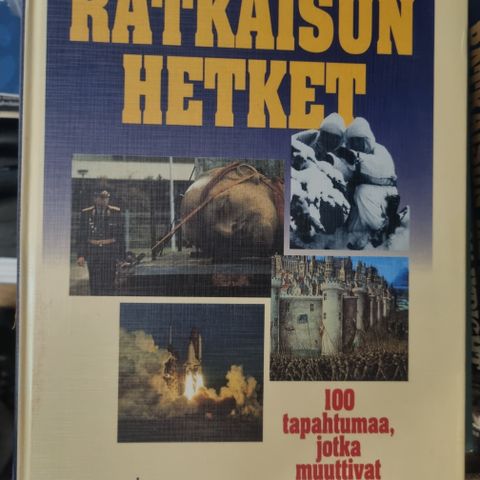 RATKAISUN
HETKET
100
tapahtumaa,
jotka
muuttivat